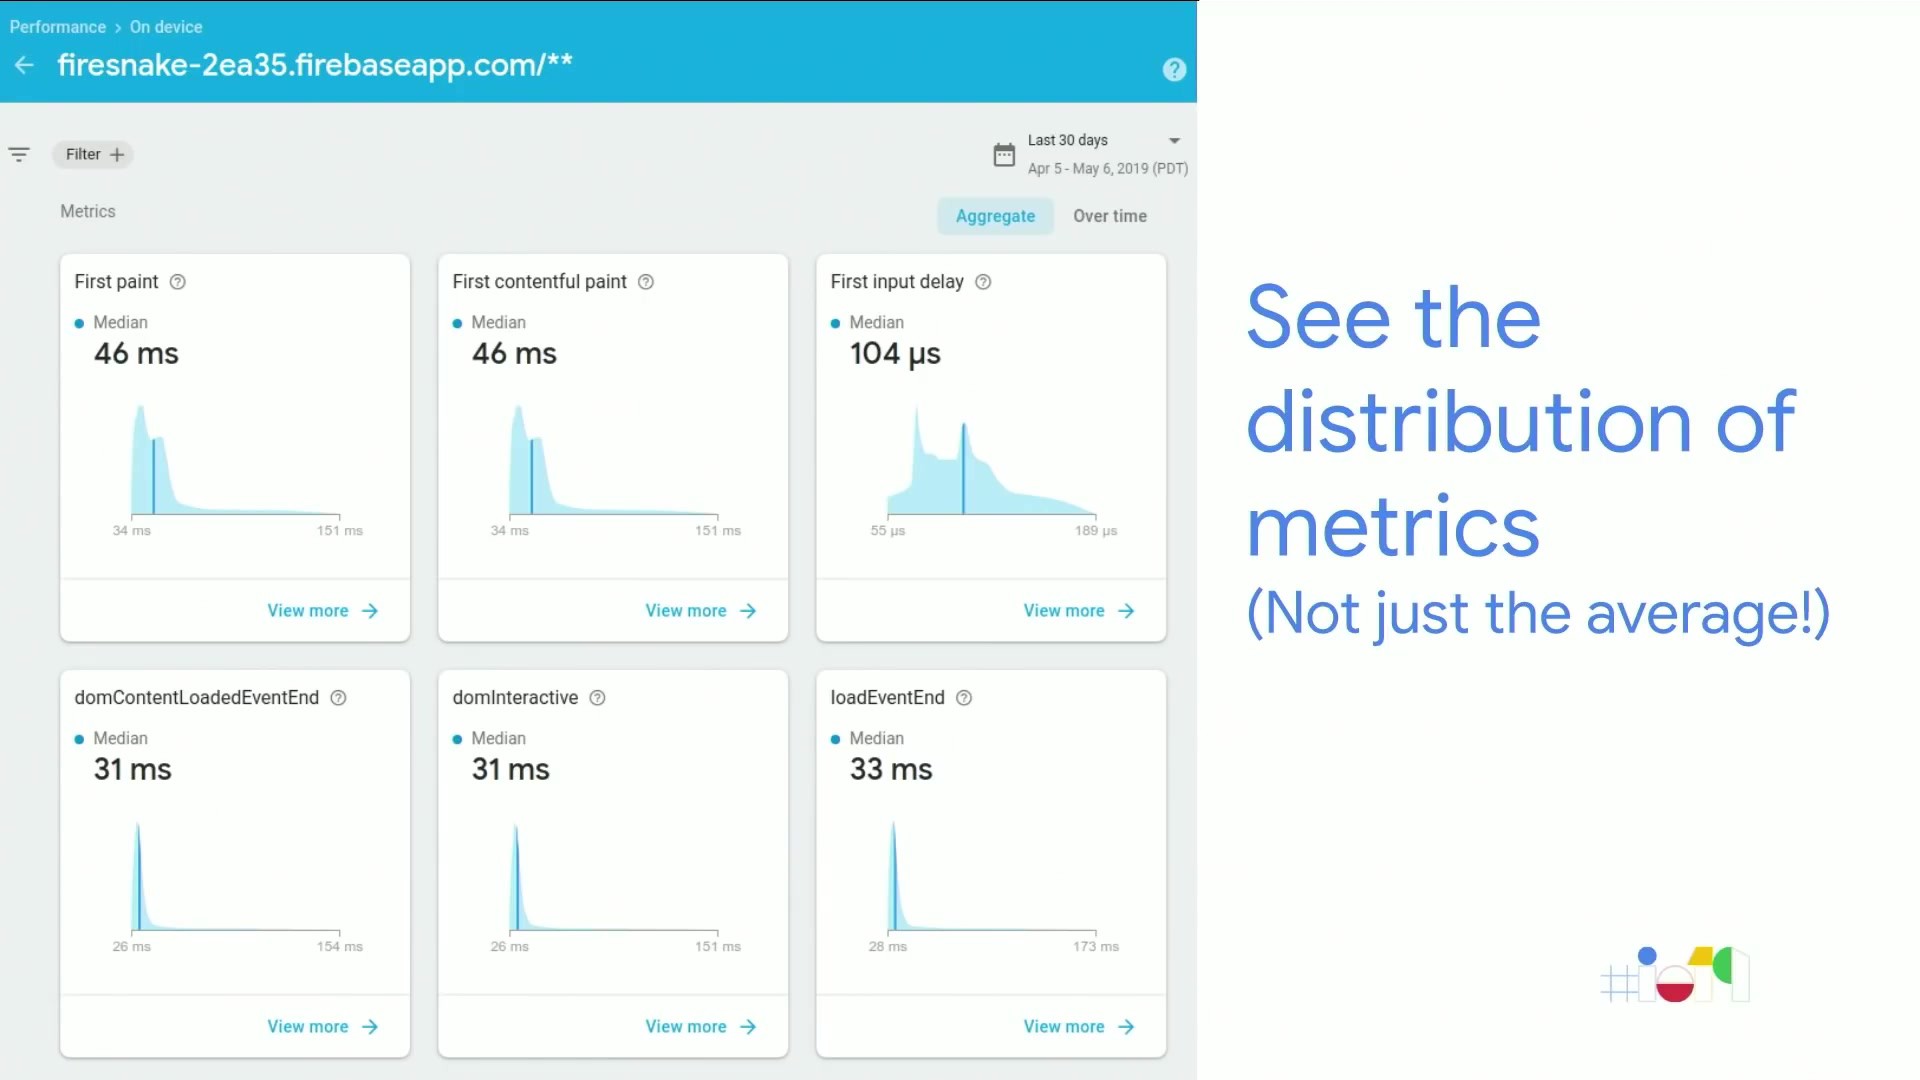 Performance > On device
firesnake-2ea35.firebaseapp.com/**
Filter +
Last 30 days
Apr 5 - May 6, 2019 (PDT)
Metrics
Aggregate
Over time
First paint
Median
46 ms
34 ms
151 ms
View more
First contentful paint
Median
46 ms
34 ms
151 ms
View more
First input delay
Median
104 µs
55 µs
189 µs
View more
domContentLoadedEventEnd
Median
31 ms
26 ms
154 ms
View more
domInteractive
Median
31 ms
26 ms
151 ms
View more
loadEventEnd
Median
33 ms
28 ms
173 ms
View more
See the
distribution of
metrics
(Not just the average!)
#io19